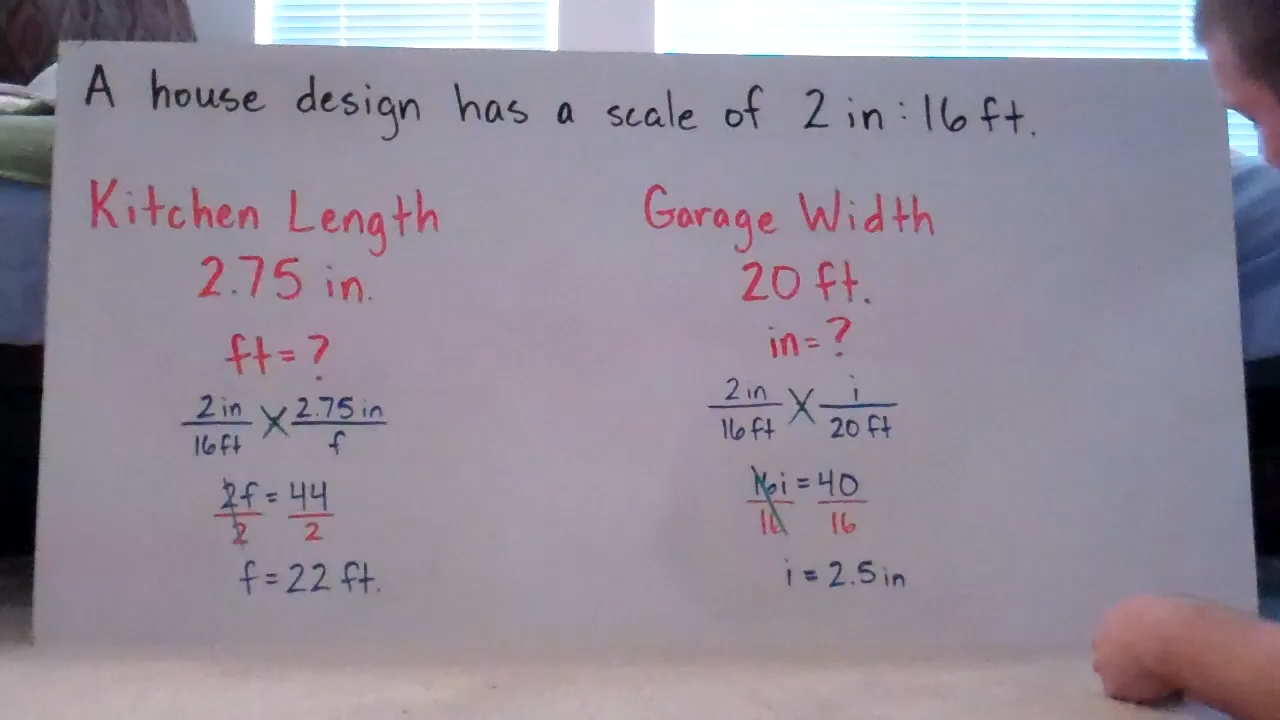 A house design has a scale of 2 in : 16 ft.
Kitchen Length
2.75 in.
ft = ?
2 in / 16 ft X 2.75 in / f
2f = 44
2 2
f = 22 ft.
Garage Width
20 ft.
in = ?
2 in / 16 ft X i / 20 ft
16i = 40
16 16
i = 2.5 in